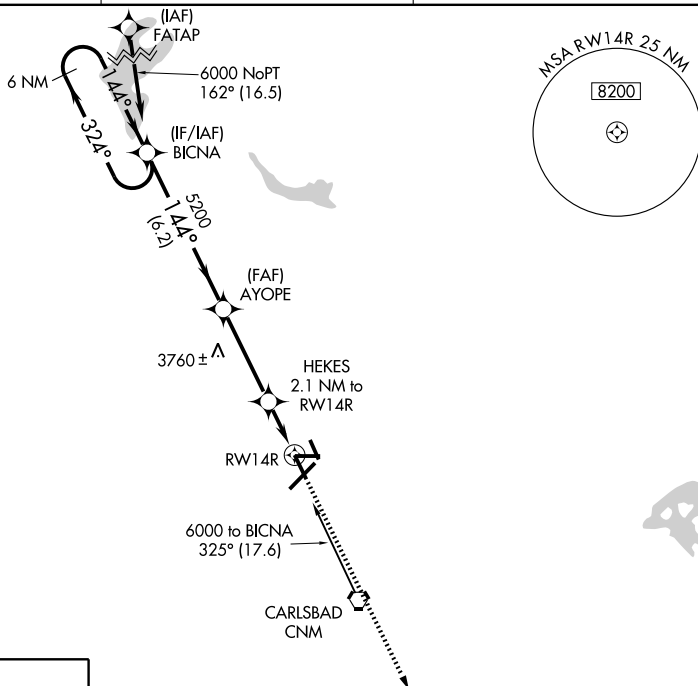 (IAF)
FATAP
6 NM
6000 NoPT
162° (16.5)
144°
324°
(IF/IAF)
BICNA
5200
144°
(6.2)
(FAF)
AYOPE
3760 ±
HEKES
2.1 NM to
RW14R
RW14R
6000 to BICNA
325° (17.6)
CARLSBAD
CNM
MSA RW14R 25 NM
8200